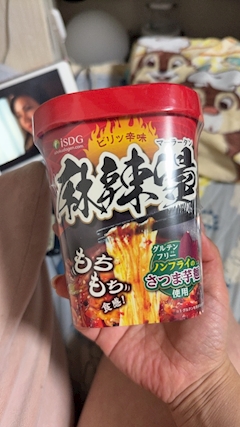 ISDG
ピリッ辛味
マーラータン
麻辣湯
もち
もち
食感!
グルテン
フリー
ノンフライの
さつま芋麺
使用